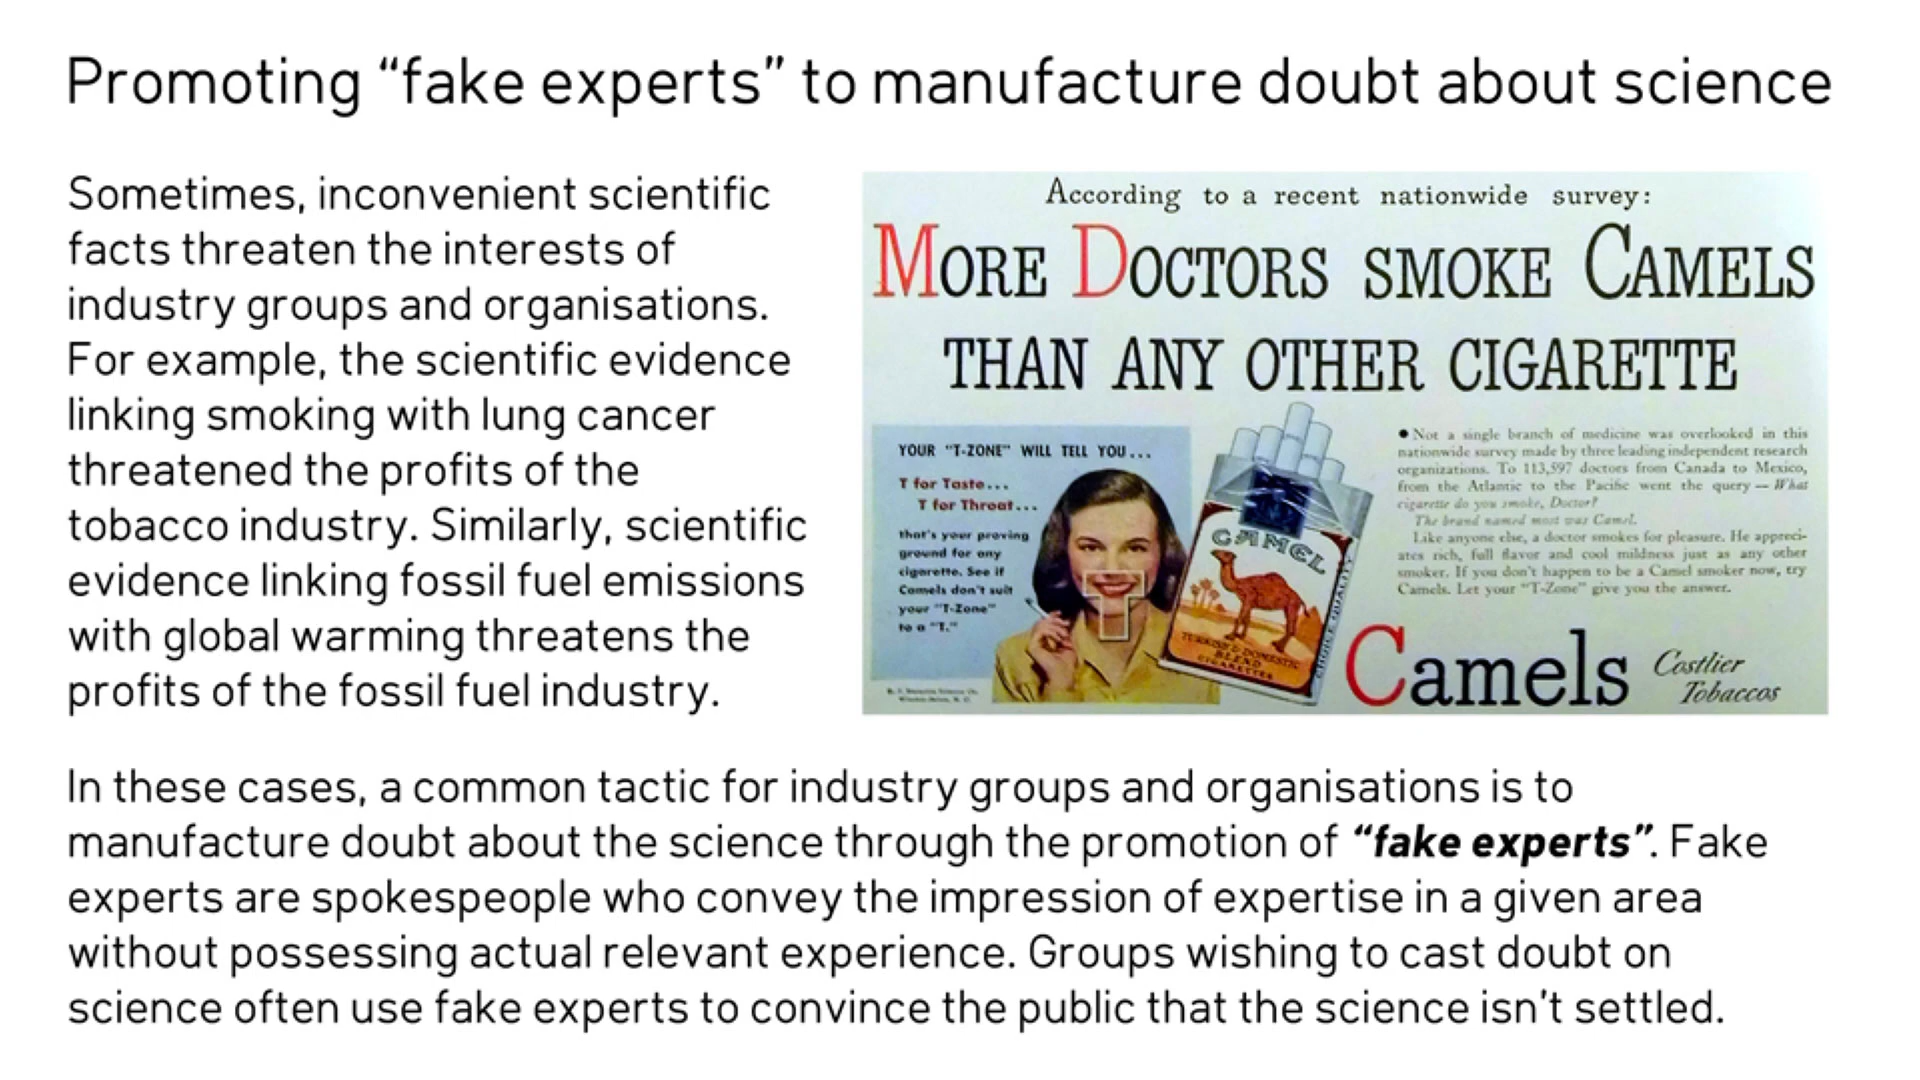 Promoting “fake experts” to manufacture doubt about science
Sometimes, inconvenient scientific
facts threaten the interests of
industry groups and organisations.
For example, the scientific evidence
linking smoking with lung cancer
threatened the profits of the
tobacco industry. Similarly, scientific
evidence linking fossil fuel emissions
with global warming threatens the
profits of the fossil fuel industry.
According to a recent nationwide survey:
MORE DOCTORS SMOKE CAMELS
THAN ANY OTHER CIGARETTE
YOUR "T-ZONE" WILL TELL YOU...
T for Taste...
T for Throat...
that's your proving
ground for any
cigarette. See if
Camels don't suit
your "T-Zone"
to a "T."
T
CAMEL
TURKISH & DOMESTIC
BLEND
CIGARETTES
CHOICE QUALITY
● Not a single branch of medicine was overlooked in this
nationwide survey made by three leading independent research
organizations. To 113,597 doctors from Canada to Mexico,
from the Atlantic to the Pacific went the query — What
cigarette do you smoke, Doctor?
The brand named most was Camel.
Like anyone else, a doctor smokes for pleasure. He appreci-
ates rich, full flavor and cool mildness just as any other
smoker. If you don't happen to be a Camel smoker now, try
Camels. Let your "T-Zone" give you the answer.
Camels
Costlier
Tobaccos
In these cases, a common tactic for industry groups and organisations is to
manufacture doubt about the science through the promotion of “fake experts”. Fake
experts are spokespeople who convey the impression of expertise in a given area
without possessing actual relevant experience. Groups wishing to cast doubt on
science often use fake experts to convince the public that the science isn't settled.